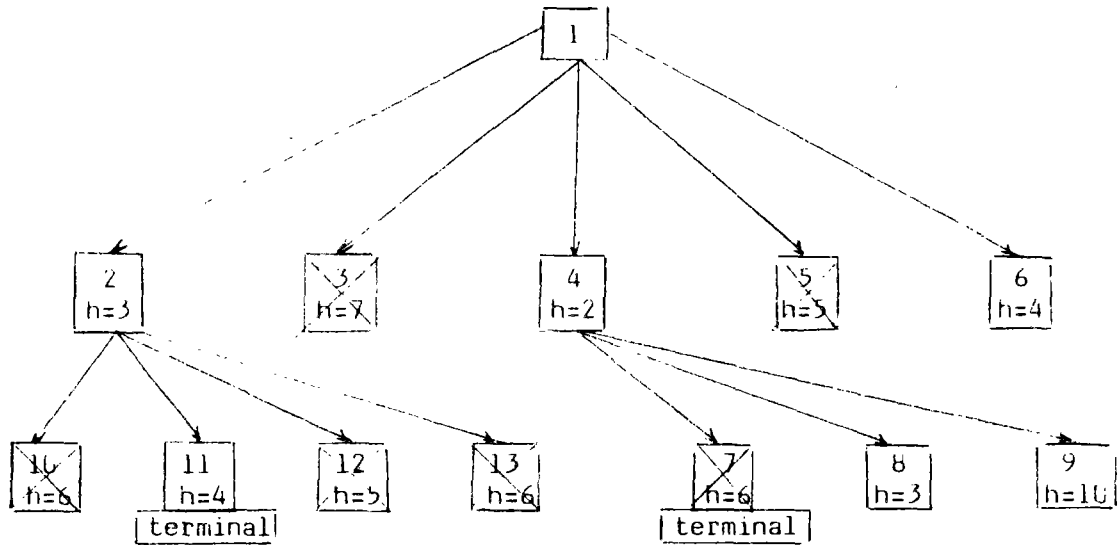 1
2 3 4 5 6
h=3 h=7 h=2 h=5 h=4
10 11 12 13 7 8 9
h=6 h=4 h=5 h=6 h=6 h=3 h=10
terminal terminal